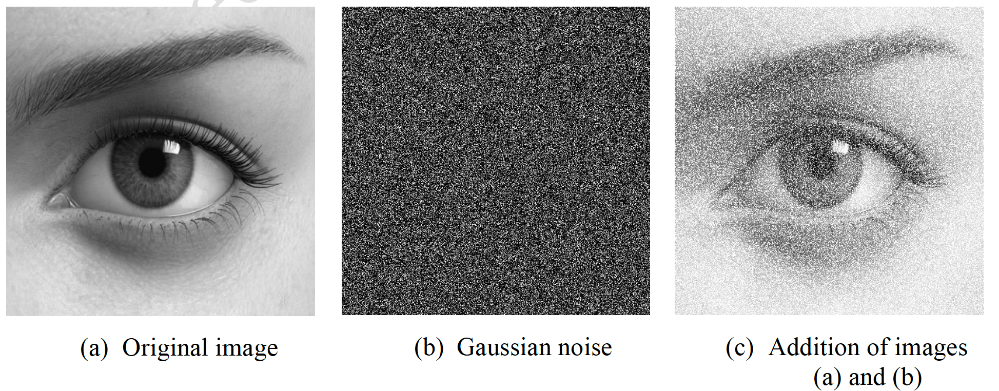 (a) Original image
(b) Gaussian noise
(c) Addition of images
(a) and (b)